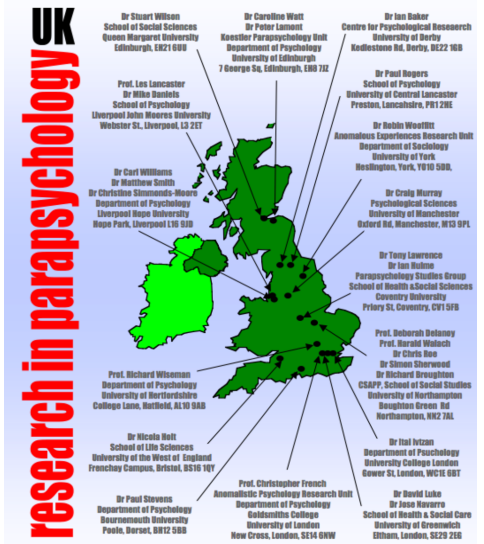 research in parapsychology UK
Dr Stuart Wilson
School of Social Sciences
Queen Margaret University
Edinburgh, EH21 6UU
Dr Caroline Watt
Dr Peter Lamont
Koestler Parapsychology Unit
Department of Psychology
University of Edinburgh
7 George Sq, Edinburgh, EH8 9JZ
Dr Ian Baker
Centre for Psychological Reseaerch
University of Derby
Kedlestone Rd, Derby, DE22 1GB
Dr Paul Rogers
School of Psychology
University of Central Lancaster
Preston, Lancahsire, PR1 2HE
Prof. Les Lancaster
Dr Mike Daniels
School of Psychology
Liverpool John Moores University
Webster St., Liverpool, L3 2ET
Dr Robin Wooffitt
Anomalous Experiences Research Unit
Department of Sociology
University of York
Heslington, York, YO10 5DD,
Dr Carl Williams
Dr Matthew Smith
Dr Christine Simmonds-Moore
Department of Psychology
Liverpool Hope University
Hope Park, Liverpool L16 9JD
Dr Craig Murray
Psychological Sciences
University of Manchester
Oxford Rd, Manchester, M13 9PL
Dr Tony Lawrence
Dr Ian Hulme
Parapsychology Studies Group
School of Health &Social Sciences
Coventry University
Priory St, Coventry, CV1 5FB
Prof. Deborah Delanoy
Prof. Harald Walach
Dr Chris Roe
Dr Simon Sherwood
Dr Richard Broughton
CSAPP, School of Social Studies
University of Northampton
Boughton Green Rd
Northampton, NN2 7AL
Prof. Richard Wiseman
Department of Psychology
University of Hertfordshire
College Lane, Hatfield, AL10 9AB
Dr Nicola Holt
School of Life Sciences
University of the West of England
Frenchay Campus, Bristol, BS16 1QY
Dr Itai Ivtzan
Department of Psuchology
University College London
Gower St, London, WC1E 6BT
Prof. Christopher French
Anomalistic Psychology Research Unit
Department of Psychology
Goldsmiths College
University of London
New Cross, London, SE14 6NW
Dr Paul Stevens
Department of Psychology
Bournemouth University
Poole, Dorset, BH12 5BB
Dr David Luke
Dr Jose Navarro
School of Health & Social Care
University of Greenwich
Eltham, London, SE29 2EG